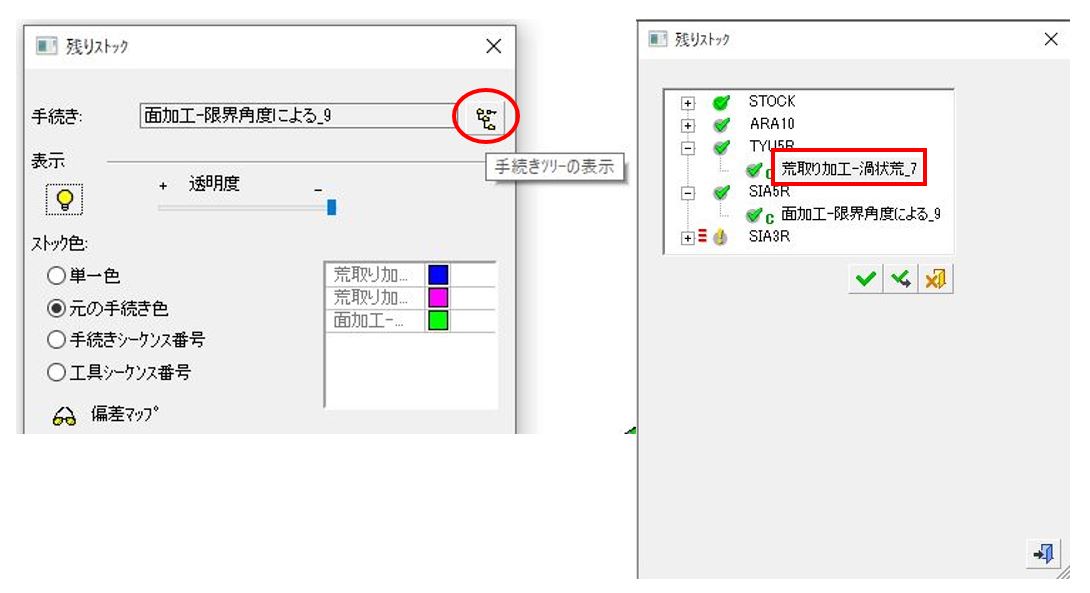 残りストック
手続き:
面加工-限界角度による_9
手続きツリーの表示
表示
+ 透明度 -
ストック色:
単一色
元の手続き色
手続きシーケンス番号
工具シーケンス番号
荒取り加...
荒取り加...
面加工-...
偏差マップ
残りストック
STOCK
ARA10
TYU5R
c 荒取り加工-渦状荒_7
SIA5R
c 面加工-限界角度による_9
SIA3R